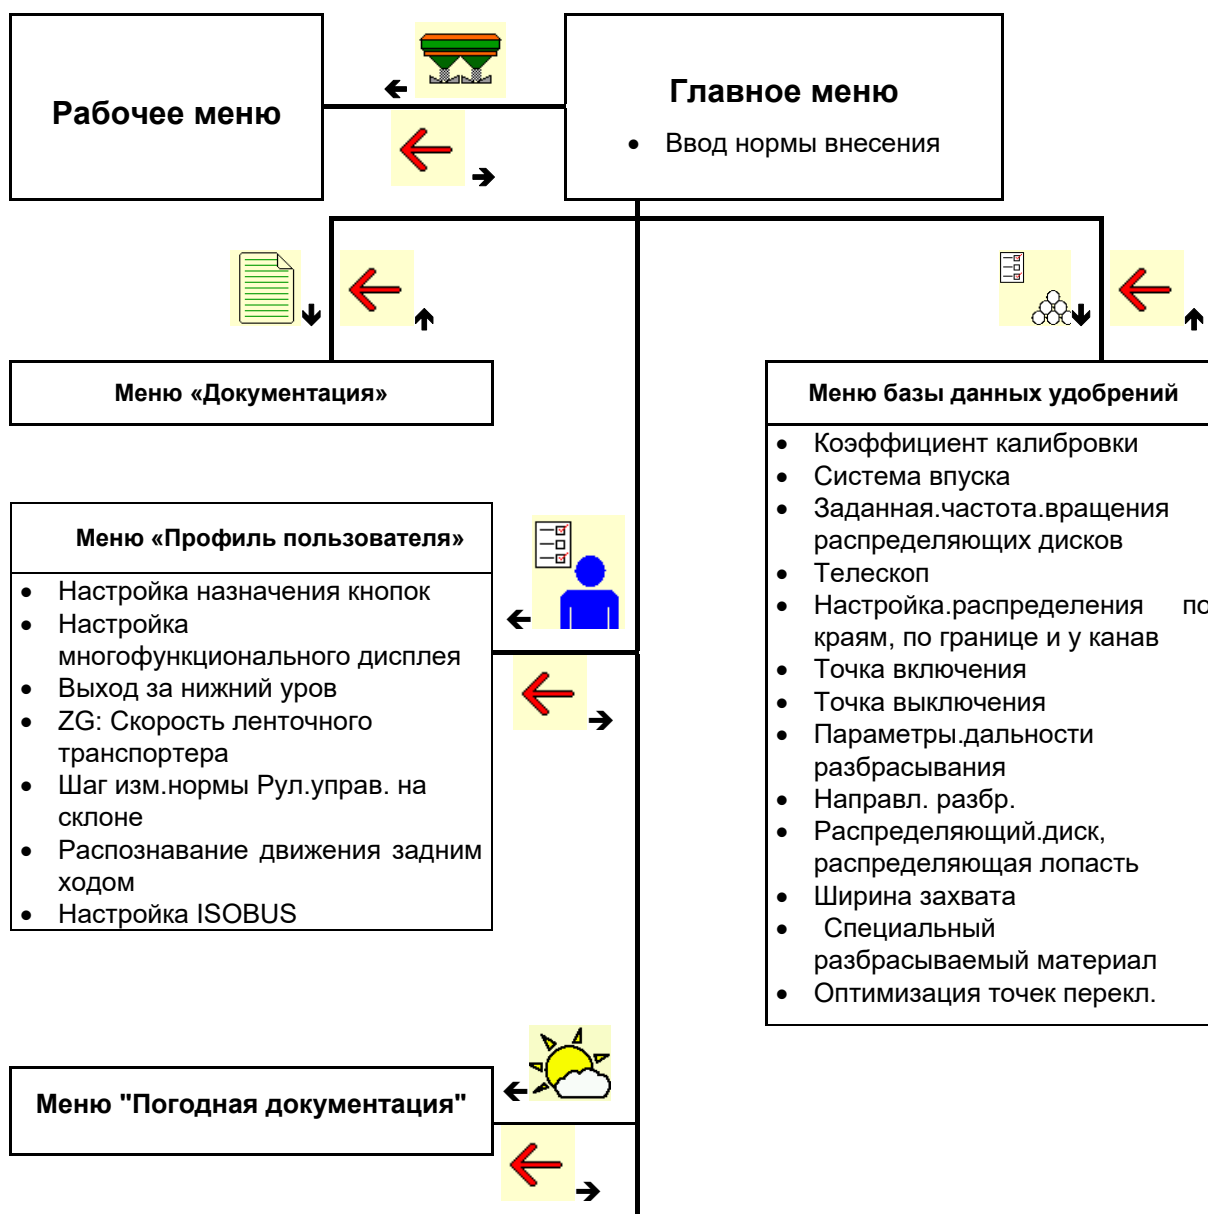 Рабочее меню
Главное меню
• Ввод нормы внесения
Меню «Документация»
Меню базы данных удобрений
• Коэффициент калибровки
• Система впуска
• Заданная.частота.вращения
распределяющих дисков
• Телескоп
• Настройка.распределения по
краям, по границе и у канав
• Точка включения
• Точка выключения
• Параметры.дальности
разбрасывания
• Направл. разбр.
• Распределяющий.диск,
распределяющая лопасть
• Ширина захвата
• Специальный
разбрасываемый материал
• Оптимизация точек перекл.
Меню «Профиль пользователя»
• Настройка назначения кнопок
• Настройка
многофункционального дисплея
• Выход за нижний уров
• ZG: Скорость ленточного
транспортера
• Шаг изм.нормы Рул.управ. на
склоне
• Распознавание движения задним
ходом
• Настройка ISOBUS
Меню "Погодная документация"